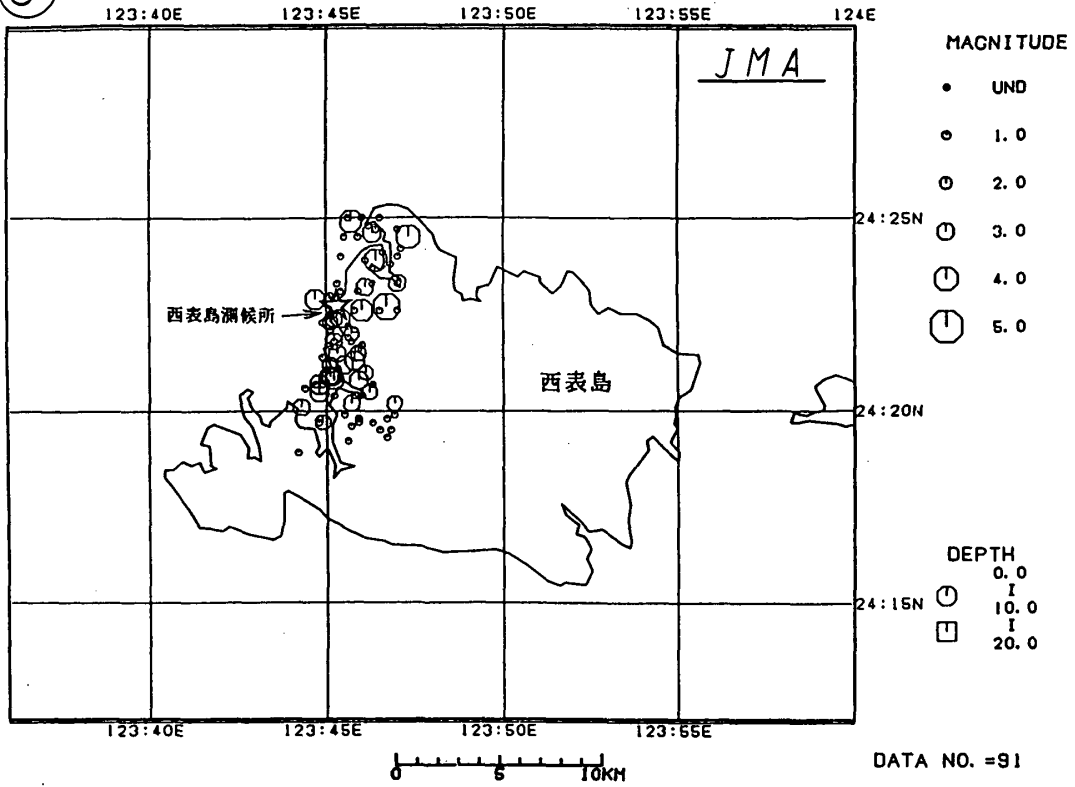 123:40E 123:45E 123:50E 123:55E 124E
JMA
MAGNITUDE
UND
1.0
2.0
3.0
4.0
5.0
24:25N
西表島測候所
西表島
24:20N
DEPTH
0.0
I
10.0
I
20.0
24:15N
123:40E 123:45E 123:50E 123:55E
0 5 10KM
DATA NO. =91